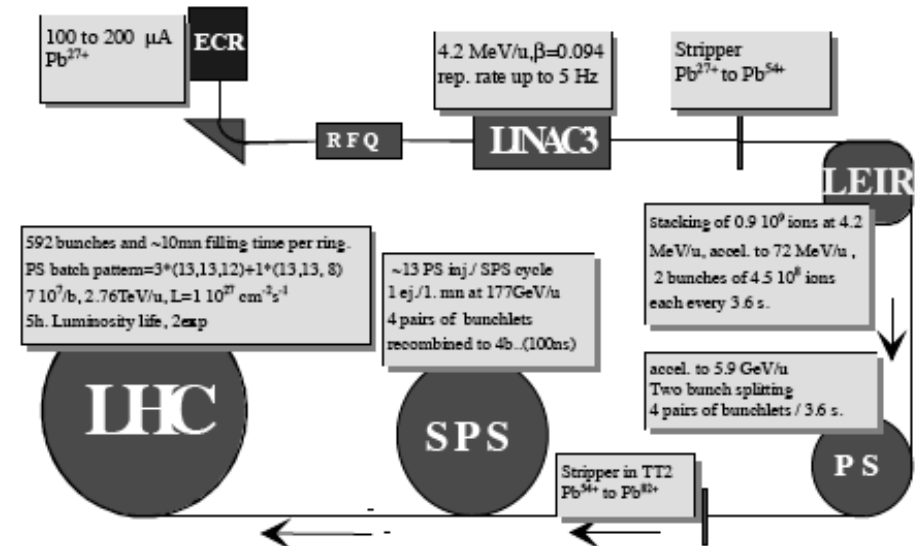 100 to 200 μA
Pb²⁷⁺
ECR
4.2 MeV/u,β=0.094
rep. rate up to 5 Hz
Stripper
Pb²⁷⁺ to Pb⁵⁴⁺
RFQ
LINAC3
LEIR
stacking of 0.9 10⁹ ions at 4.2
MeV/u, accel. to 72 MeV/u ,
2 bunches of 4.5 10⁸ ions
each every 3.6 s.
592 bunches and ~10mn filling time per ring.
PS batch pattern=3*(13,13,12)+1*(13,13, 8)
7 10⁷/b, 2.76TeV/u, L=1 10²⁷ cm⁻²s⁻¹
5h. Luminosity life, 2exp
~13 PS inj./ SPS cycle
1 ej./1. mn at 177GeV/u
4 pairs of bunchlets
recombined to 4b..(100ns)
accel. to 5.9 GeV/u
Two bunch splitting
4 pairs of bunchlets / 3.6 s.
LHC
SPS
PS
Stripper in TT2
Pb⁵⁴⁺ to Pb⁸²⁺